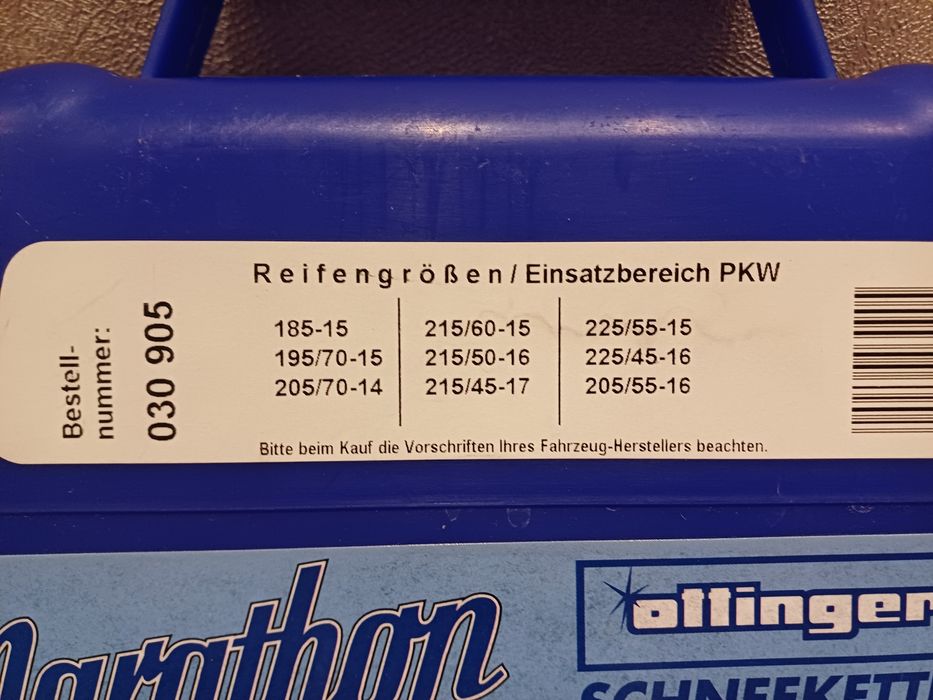 Reifengrößen / Einsatzbereich PKW
Bestell-
nummer:
030 905
185-15
195/70-15
205/70-14
215/60-15
215/50-16
215/45-17
225/55-15
225/45-16
205/55-16
Bitte beim Kauf die Vorschriften Ihres Fahrzeug-Herstellers beachten.
Marathon
ottinger
SCHNEEKETT